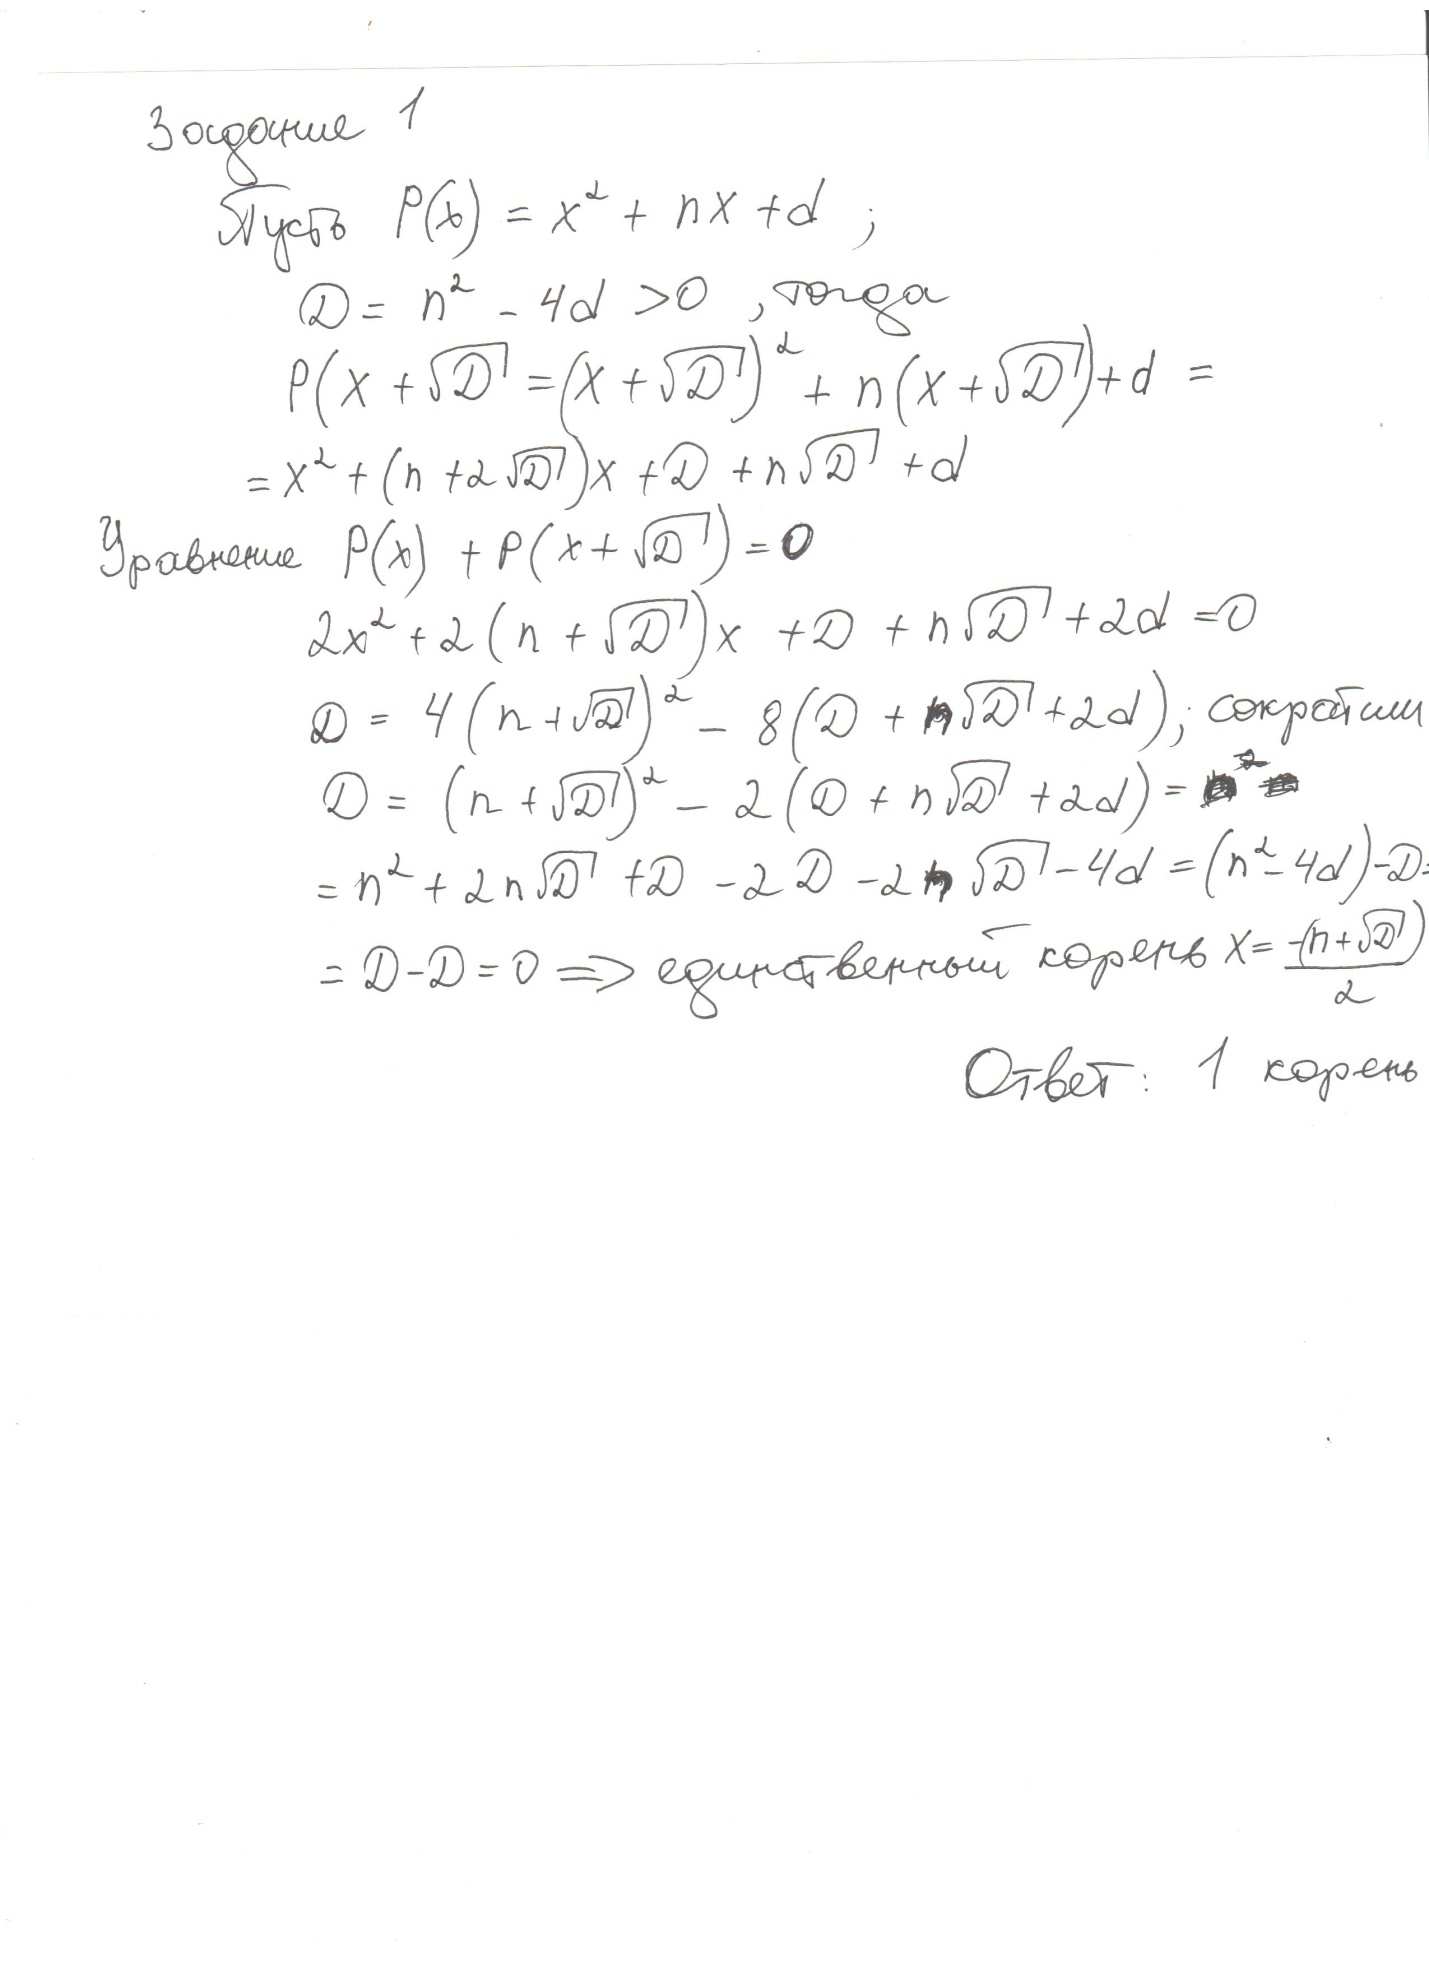 Задание 1
Пусть P(x) = x² + nx + d ;
D = n² - 4d > 0 , тогда
P(x + √D = (x + √D)² + n(x + √D) + d =
= x² + (n + 2√D)x + D + n√D + d
Уравнение P(x) + P(x + √D) = 0
2x² + 2(n + √D)x + D + n√D + 2d = 0
D = 4(n + √D)² - 8(D + n√D + 2d); сократим
D = (n + √D)² - 2(D + n√D + 2d) =
= n² + 2n√D + D - 2D - 2n√D - 4d = (n² - 4d) - D =
= D - D = 0 => единственный корень x = -(n + √D)/2
Ответ: 1 корень